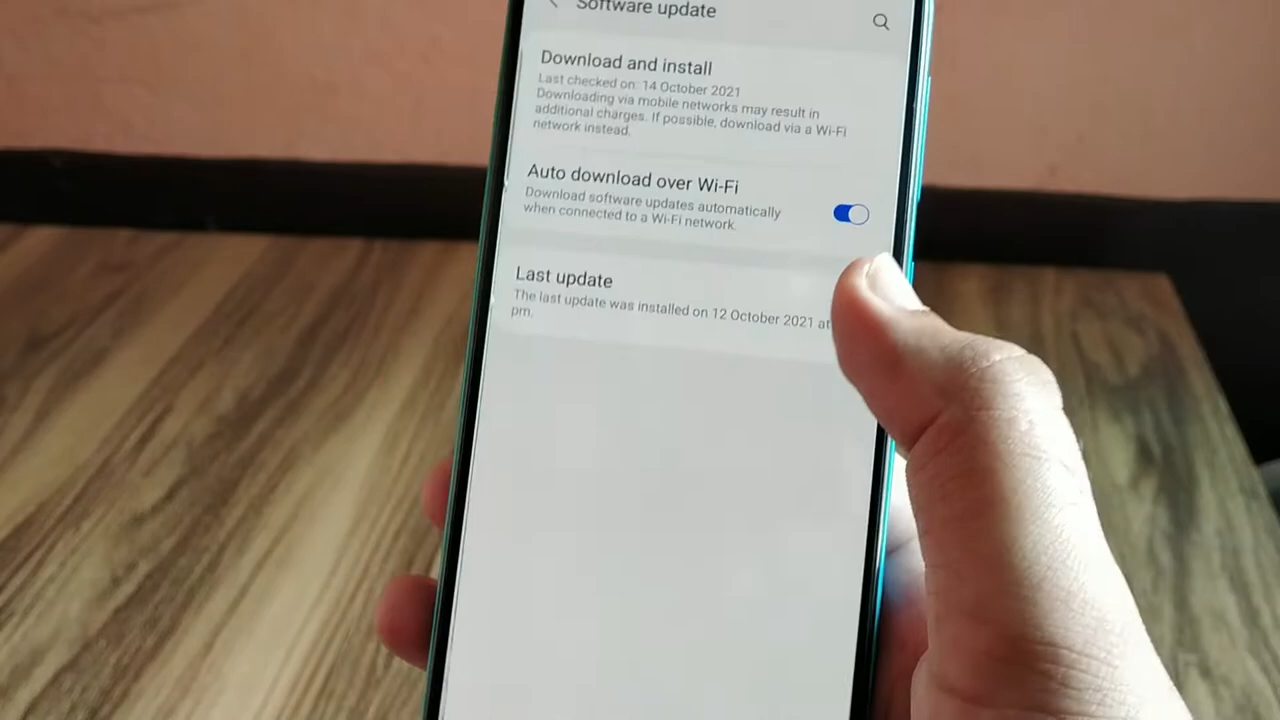 Software update
Download and install
Last checked on: 14 October 2021
Downloading via mobile networks may result in
additional charges. If possible, download via a Wi-Fi
network instead.
Auto download over Wi-Fi
Download software updates automatically
when connected to a Wi-Fi network.
Last update
The last update was installed on 12 October 2021 at
pm.